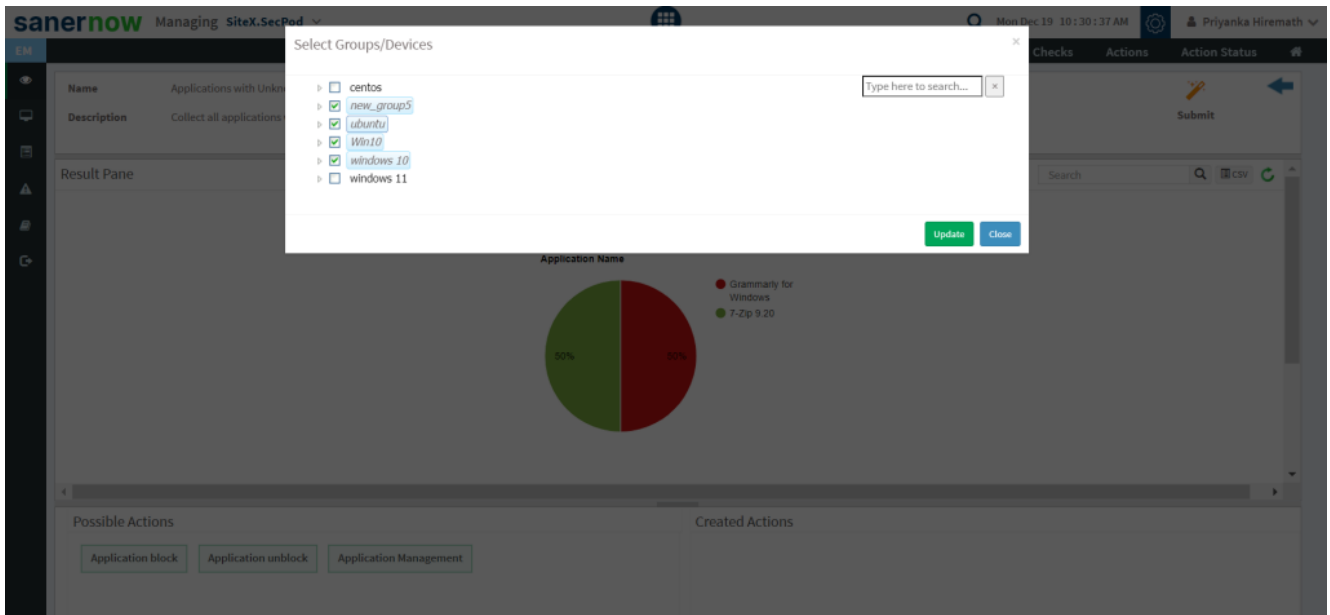 sanernow Managing SiteX.SecPod Mon Dec 19 10:30:37 AM Priyanka Hiremath
EM Checks Actions Action Status
Select Groups/Devices ×
centos
new_group5
ubuntu
Win10
windows 10
windows 11
Type here to search... ×
Update Close
Name Applications with
Description Collect all applications
Submit
Result Pane Search CSV
Application Name
50% 50%
Grammarly for
Windows
7-Zip 9.20
Possible Actions Created Actions
Application block Application unblock Application Management